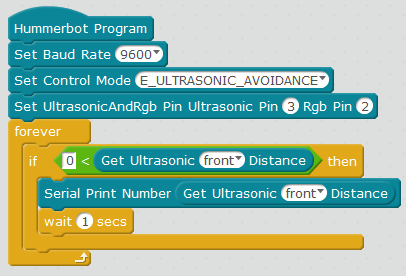 Hummerbot Program
Set Baud Rate 9600
Set Control Mode E_ULTRASONIC_AVOIDANCE
Set UltrasonicAndRgb Pin Ultrasonic Pin 3 Rgb Pin 2
forever
if 0 < Get Ultrasonic front Distance then
Serial Print Number Get Ultrasonic front Distance
wait 1 secs